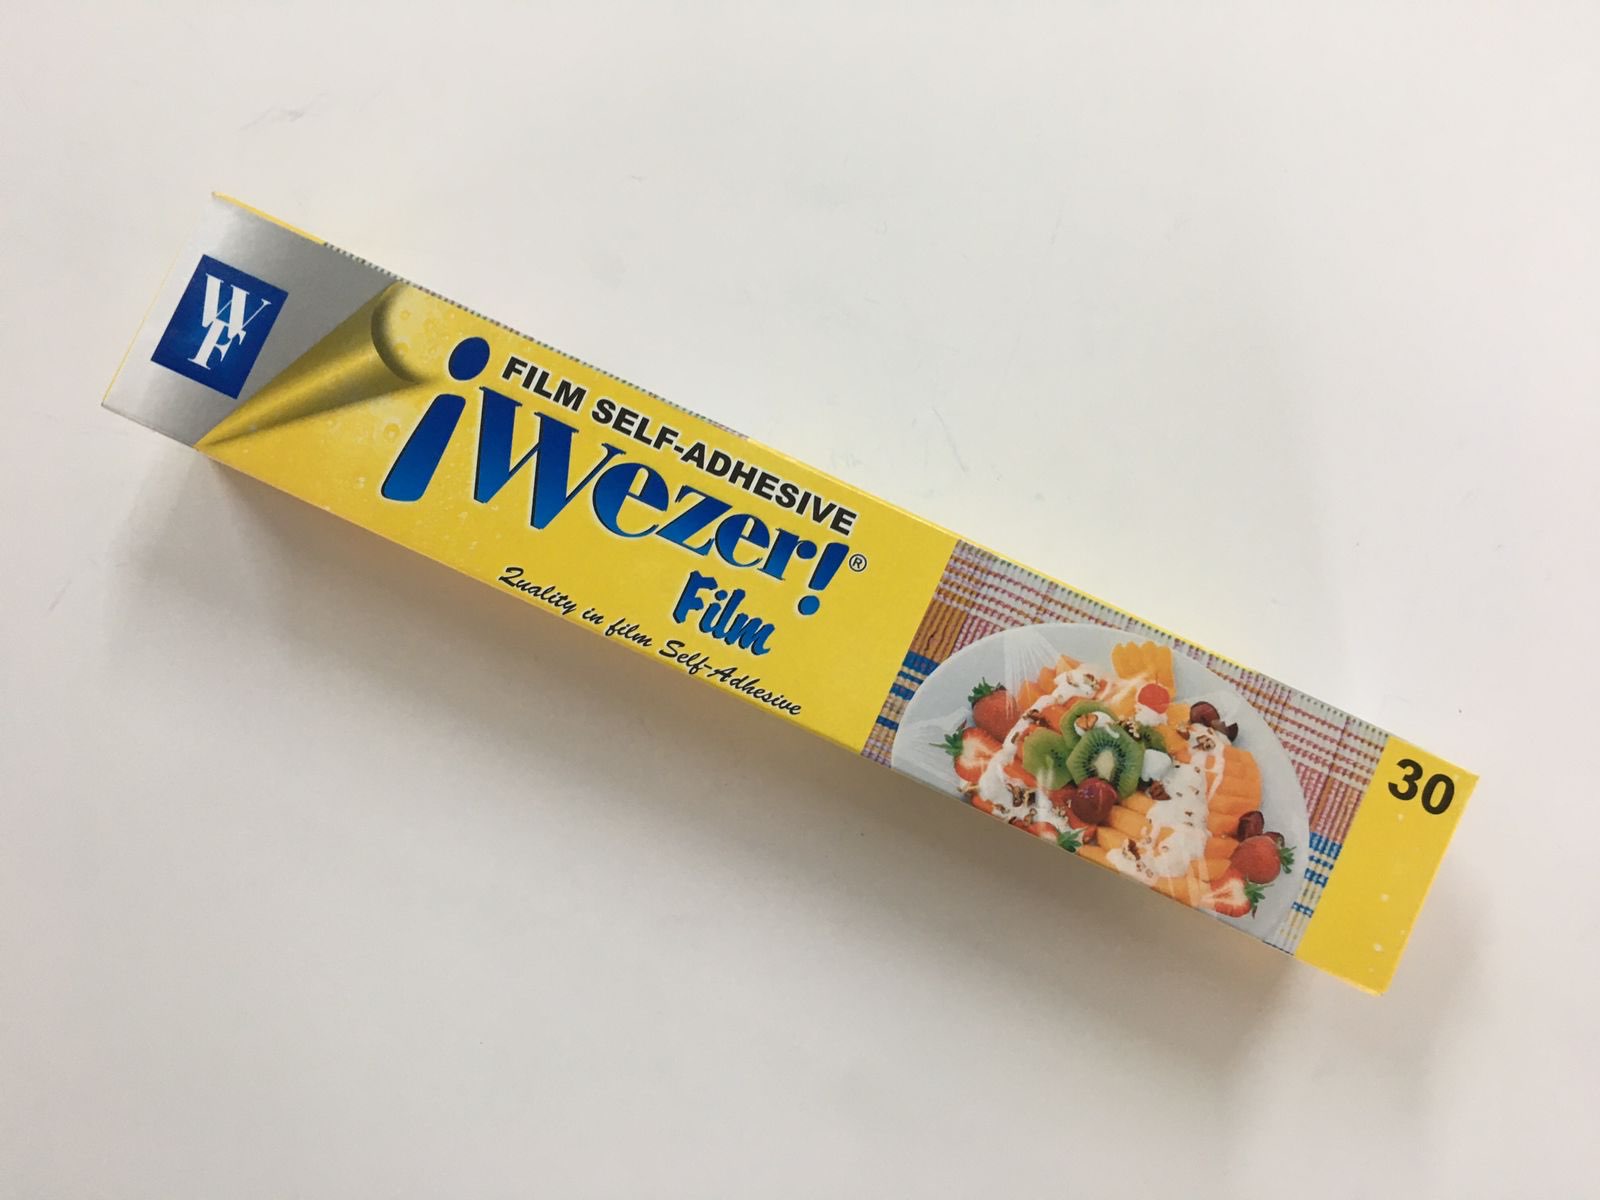 WF
FILM SELF-ADHESIVE
¡Wezer!®
Film
Quality in film Self-Adhesive
30